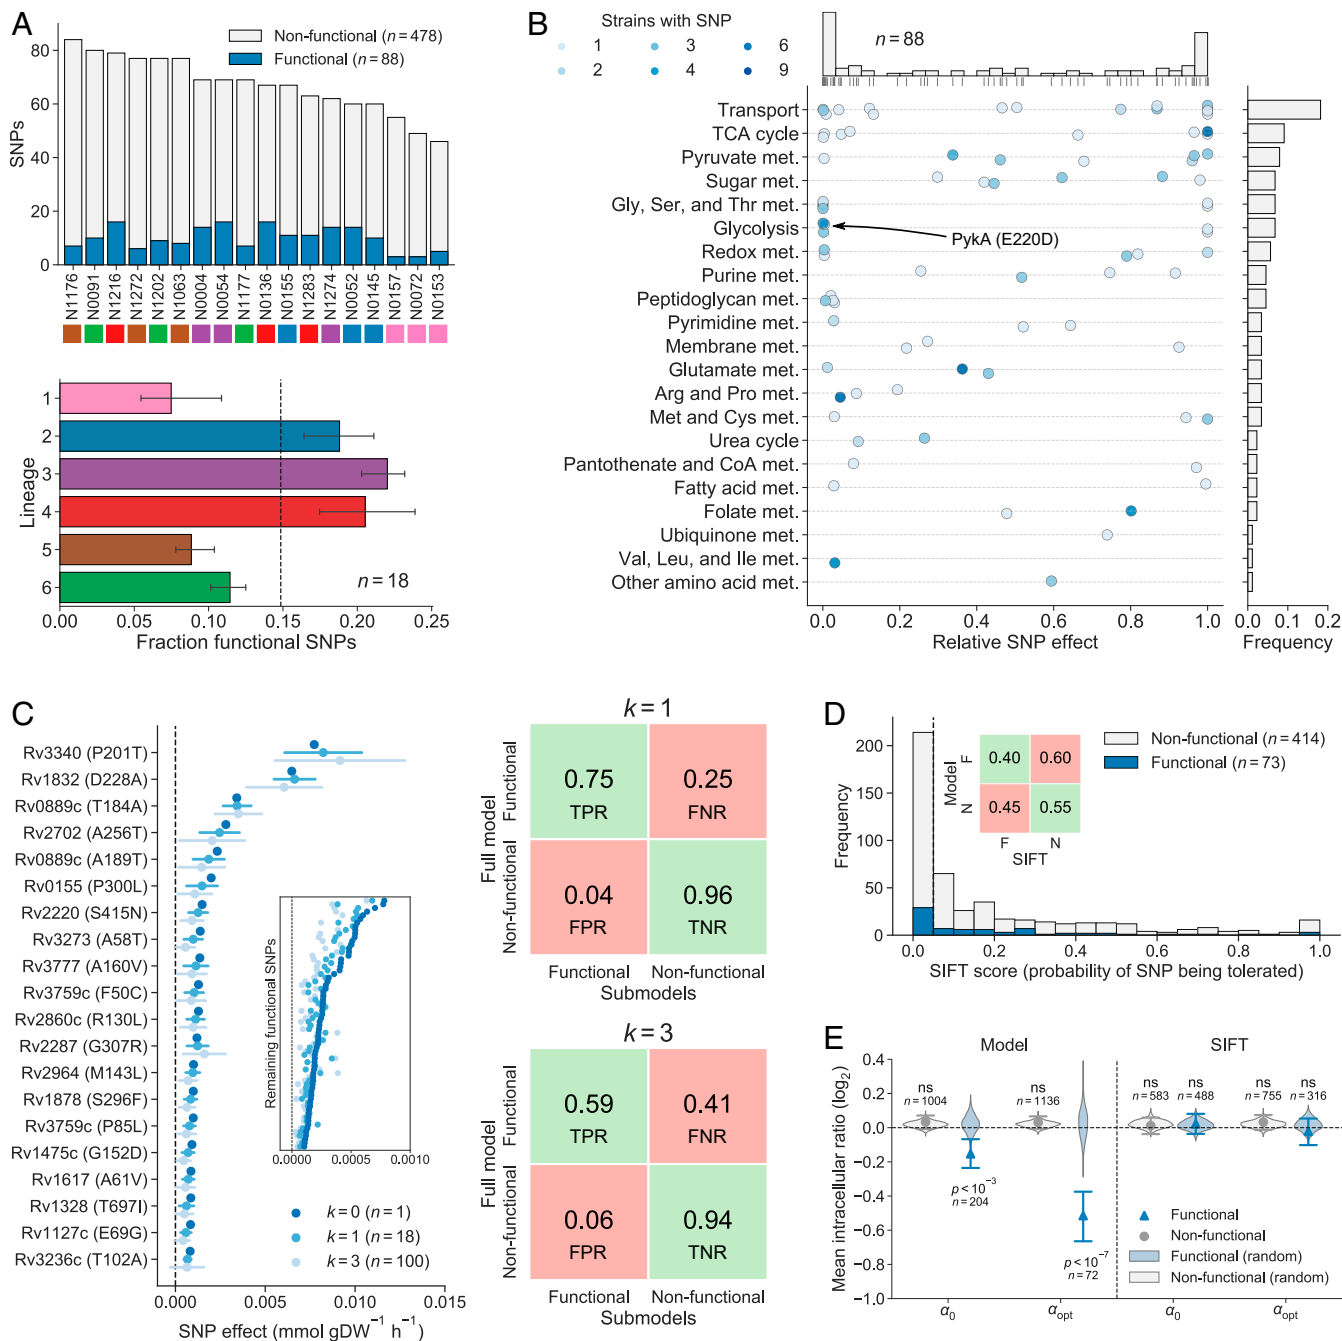 A
Non-functional (n=478)
Functional (n=88)
SNPs
80
60
40
20
0
N1176
N0091
N1216
N1272
N1202
N1063
N0004
N0054
N1177
N0136
N0155
N1283
N1274
N0052
N0145
N0157
N0072
N0153
Lineage
1
2
3
4
5
6
n=18
0.00 0.05 0.10 0.15 0.20 0.25
Fraction functional SNPs
B
Strains with SNP
1 3 6
2 4 9
n=88
Transport
TCA cycle
Pyruvate met.
Sugar met.
Gly, Ser, and Thr met.
Glycolysis
PykA (E220D)
Redox met.
Purine met.
Peptidoglycan met.
Pyrimidine met.
Membrane met.
Glutamate met.
Arg and Pro met.
Met and Cys met.
Urea cycle
Pantothenate and CoA met.
Fatty acid met.
Folate met.
Ubiquinone met.
Val, Leu, and Ile met.
Other amino acid met.
0.0 0.2 0.4 0.6 0.8 1.0
Relative SNP effect
0.0 0.1 0.2
Frequency
C
Rv3340 (P201T)
Rv1832 (D228A)
Rv0889c (T184A)
Rv2702 (A256T)
Rv0889c (A189T)
Rv0155 (P300L)
Rv2220 (S415N)
Rv3273 (A58T)
Rv3777 (A160V)
Rv3759c (F50C)
Rv2860c (R130L)
Rv2287 (G307R)
Rv2964 (M143L)
Rv1878 (S296F)
Rv3759c (P85L)
Rv1475c (G152D)
Rv1617 (A61V)
Rv1328 (T697I)
Rv1127c (E69G)
Rv3236c (T102A)
0.000 0.005 0.010 0.015
SNP effect (mmol gDW⁻¹ h⁻¹)
Remaining functional SNPs
0.0000 0.0005 0.0010
k=0 (n=1)
k=1 (n=18)
k=3 (n=100)
k=1
Full model
Functional
Non-functional
0.75
TPR
0.25
FNR
0.04
FPR
0.96
TNR
Functional Non-functional
Submodels
k=3
Full model
Functional
Non-functional
0.59
TPR
0.41
FNR
0.06
FPR
0.94
TNR
Functional Non-functional
Submodels
D
Non-functional (n=414)
Functional (n=73)
Frequency
200
150
100
50
0
Model
F
N
0.40 0.60
0.45 0.55
F N
SIFT
0.0 0.2 0.4 0.6 0.8 1.0
SIFT score (probability of SNP being tolerated)
E
Model SIFT
Mean intracellular ratio (log₂)
0.4
0.2
0.0
−0.2
−0.4
−0.6
−0.8
−1.0
ns
n=1004
p<10⁻³
n=204
ns
n=1136
p<10⁻⁷
n=72
ns
n=583
ns
n=488
ns
n=755
ns
n=316
Functional
Non-functional
Functional (random)
Non-functional (random)
α₀ αopt α₀ αopt